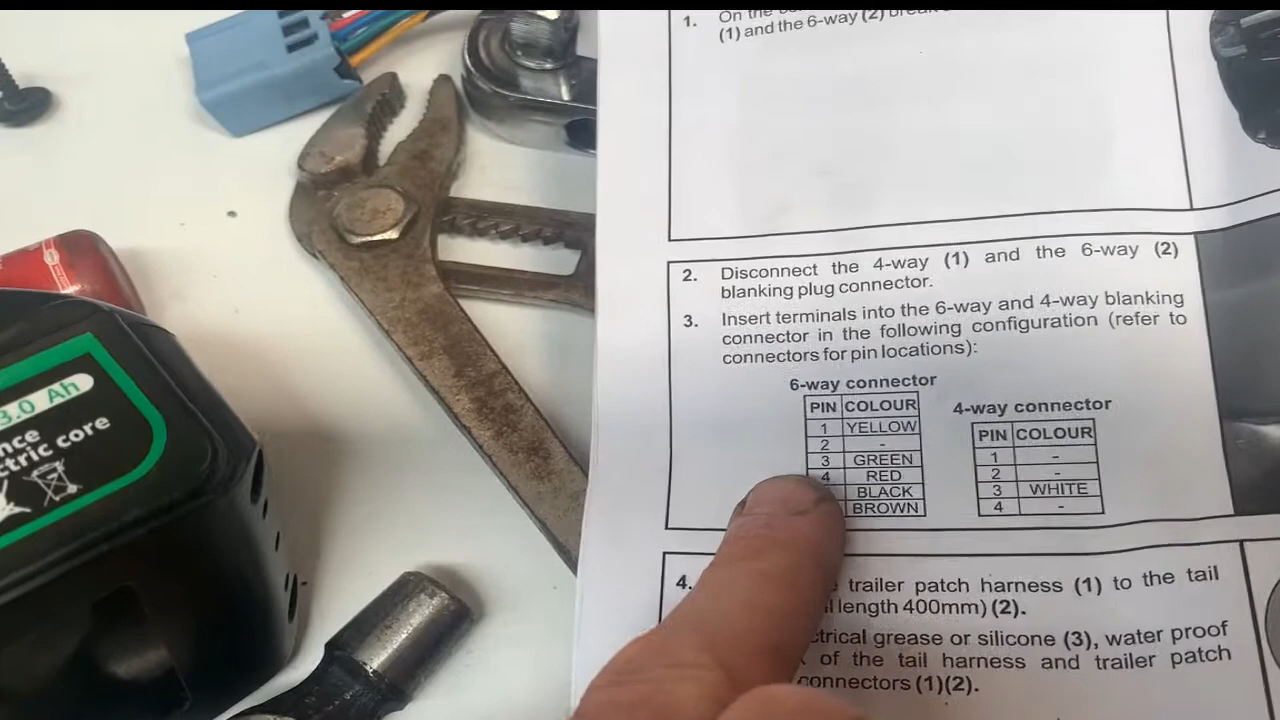 1. On the
(1) and the 6-way (2) break
2. Disconnect the 4-way (1) and the 6-way (2)
blanking plug connector.
3. Insert terminals into the 6-way and 4-way blanking
connector in the following configuration (refer to
connectors for pin locations):
6-way connector
PIN COLOUR
1 YELLOW
2 -
3 GREEN
4 RED
BLACK
BROWN
4-way connector
PIN COLOUR
1 -
2 -
3 WHITE
4 -
4. trailer patch harness (1) to the tail
length 400mm) (2).
ctrical grease or silicone (3), water proof
of the tail harness and trailer patch
connectors (1)(2).
3.0 Ah
nce
ctric core